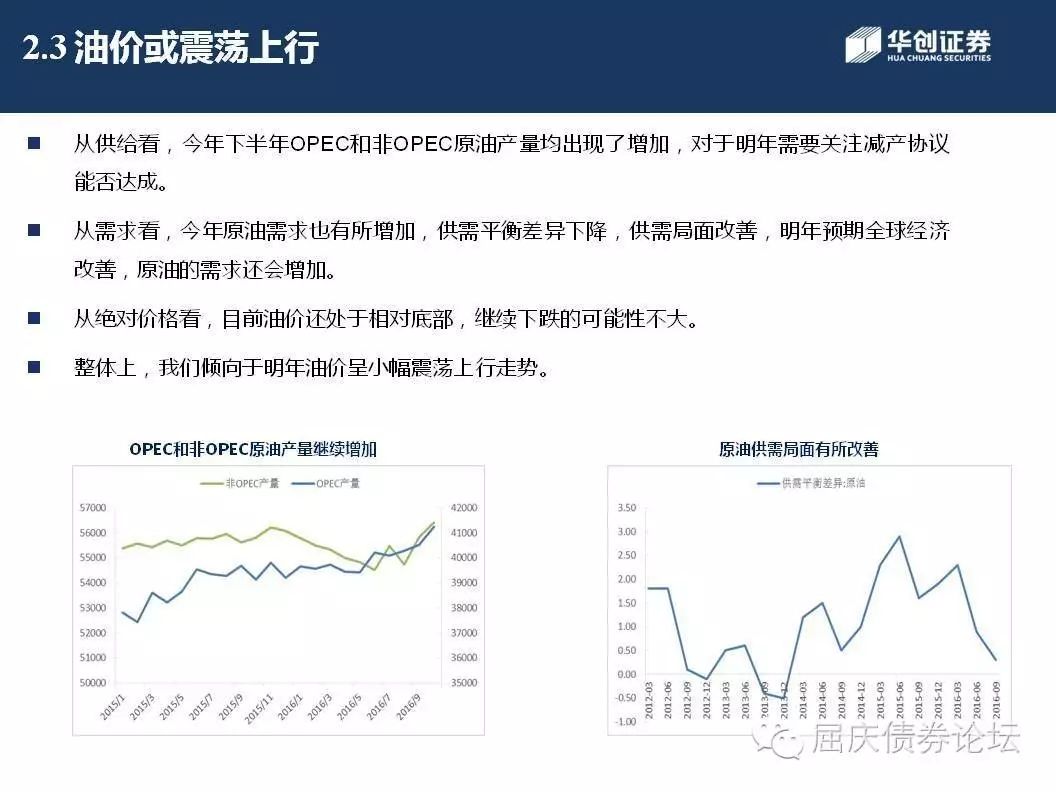 2.3 油价或震荡上行
华创证券
HUA CHUANG SECURITIES
从供给看，今年下半年OPEC和非OPEC原油产量均出现了增加，对于明年需要关注减产协议
能否达成。
从需求看，今年原油需求也有所增加，供需平衡差异下降，供需局面改善，明年预期全球经济
改善，原油的需求还会增加。
从绝对价格看，目前油价还处于相对底部，继续下跌的可能性不大。
整体上，我们倾向于明年油价呈小幅震荡上行走势。
OPEC和非OPEC原油产量继续增加
非OPEC产量 OPEC产量
57000 42000
56000 41000
55000 40000
54000 39000
53000 38000
52000 37000
51000 36000
50000 35000
2015/1 2015/3 2015/5 2015/7 2015/9 2015/11 2016/1 2016/3 2016/5 2016/7 2016/9
原油供需局面有所改善
供需平衡差异:原油
3.50
3.00
2.50
2.00
1.50
1.00
0.50
0.00
-0.50
-1.00
2012-03 2012-06 2012-09 2012-12 2013-03 2013-06 2013-09 2013-12 2014-03 2014-06 2014-09 2014-12 2015-03 2015-06 2015-09 2015-12 2016-03 2016-06 2016-09
屈庆债券论坛